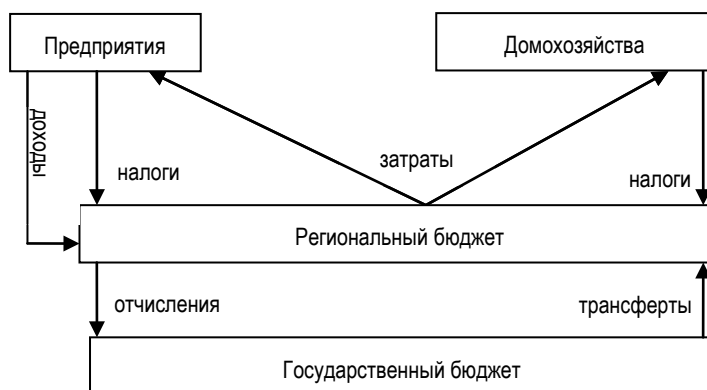 Предприятия
Домохозяйства
доходы
затраты
налоги
налоги
Региональный бюджет
отчисления
трансферты
Государственный бюджет